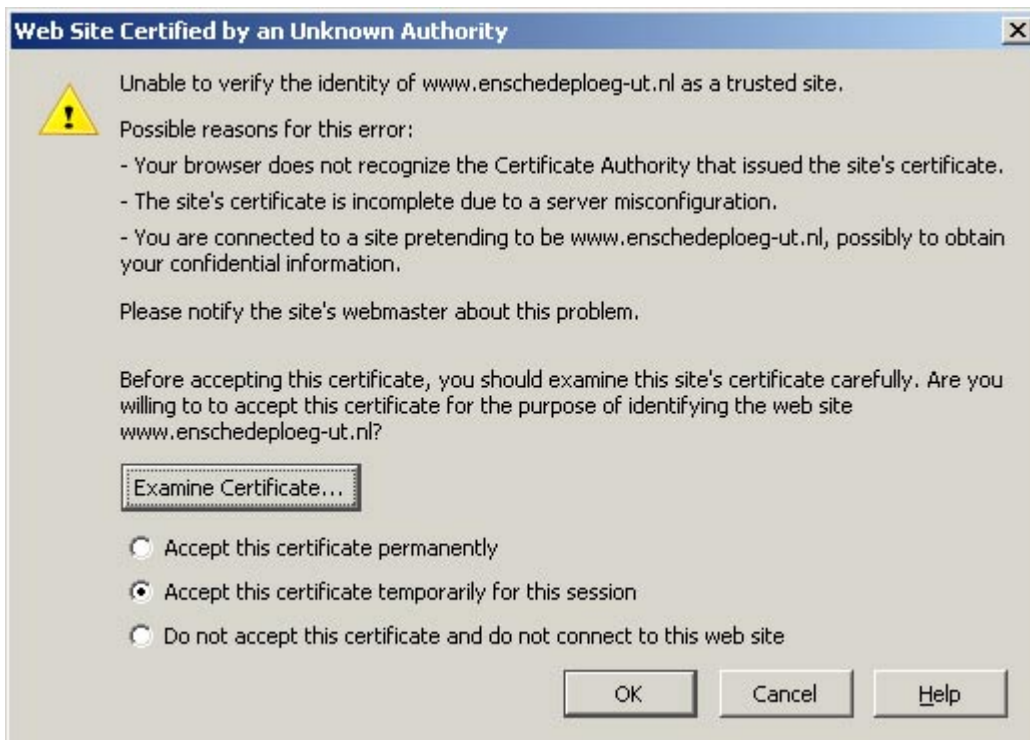 Web Site Certified by an Unknown Authority
Unable to verify the identity of www.enschedeploeg-ut.nl as a trusted site.
Possible reasons for this error:
- Your browser does not recognize the Certificate Authority that issued the site's certificate.
- The site's certificate is incomplete due to a server misconfiguration.
- You are connected to a site pretending to be www.enschedeploeg-ut.nl, possibly to obtain
your confidential information.
Please notify the site's webmaster about this problem.
Before accepting this certificate, you should examine this site's certificate carefully. Are you
willing to to accept this certificate for the purpose of identifying the web site
www.enschedeploeg-ut.nl?
Examine Certificate...
Accept this certificate permanently
Accept this certificate temporarily for this session
Do not accept this certificate and do not connect to this web site
OK Cancel Help